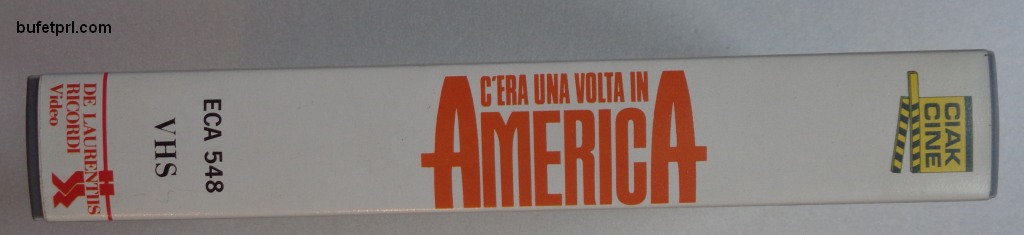 bufetprl.com
DE LAURENTIIS
RICORDI
Video
VHS
ECA 548
C'ERA UNA VOLTA IN
AMERICA
CIAK
CINE